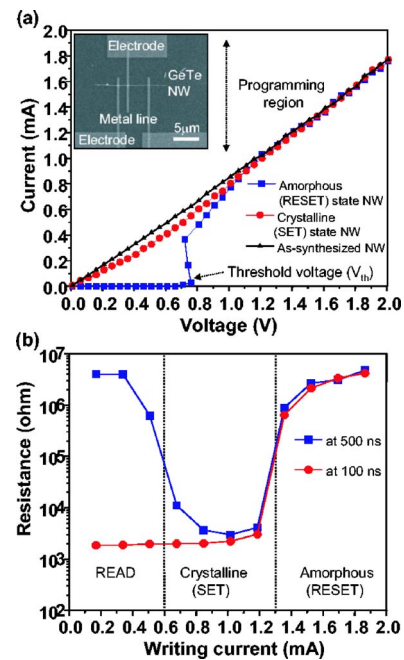 (a)
2.0
1.8
1.6
1.4
1.2
1.0
0.8
0.6
0.4
0.2
0.0
Current (mA)
Electrode
GeTe
NW
Metal line
Electrode
5μm
Programming
region
Amorphous
(RESET) state NW
Crystalline
(SET) state NW
As-synthesized NW
Threshold voltage (Vth)
0.0 0.2 0.4 0.6 0.8 1.0 1.2 1.4 1.6 1.8 2.0
Voltage (V)
(b)
10⁷
10⁶
10⁵
10⁴
10³
10²
Resistance (ohm)
at 500 ns
at 100 ns
READ
Crystalline
(SET)
Amorphous
(RESET)
0.0 0.2 0.4 0.6 0.8 1.0 1.2 1.4 1.6 1.8 2.0
Writing current (mA)